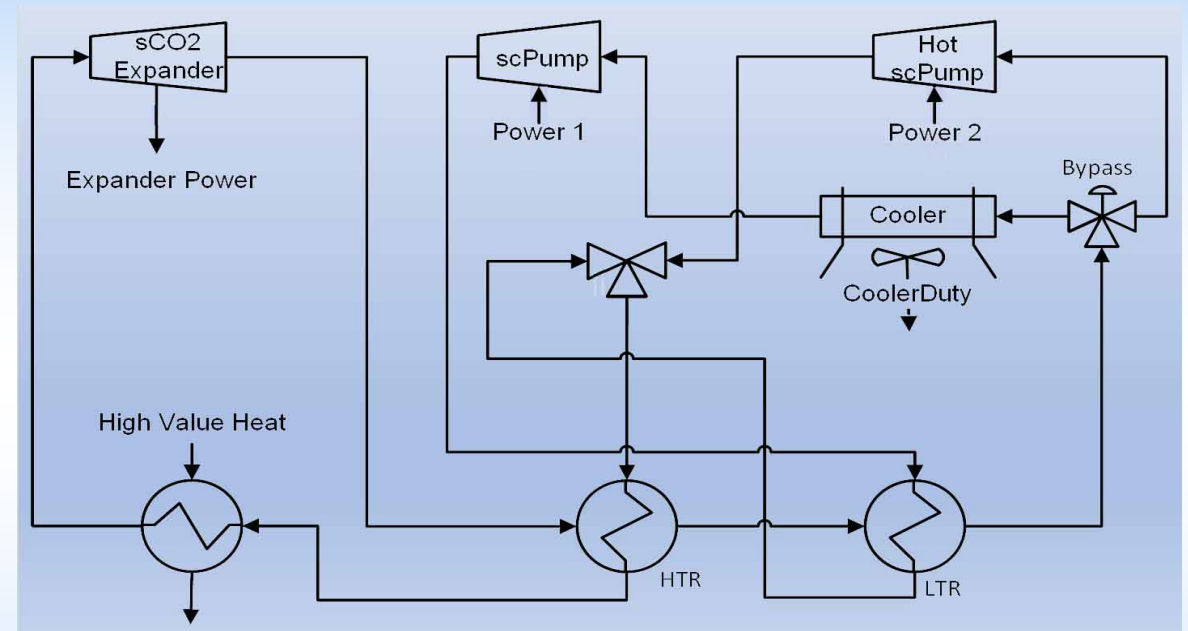 sCO2
Expander
scPump
Hot
scPump
Power 1
Power 2
Expander Power
Bypass
Cooler
CoolerDuty
High Value Heat
HTR
LTR